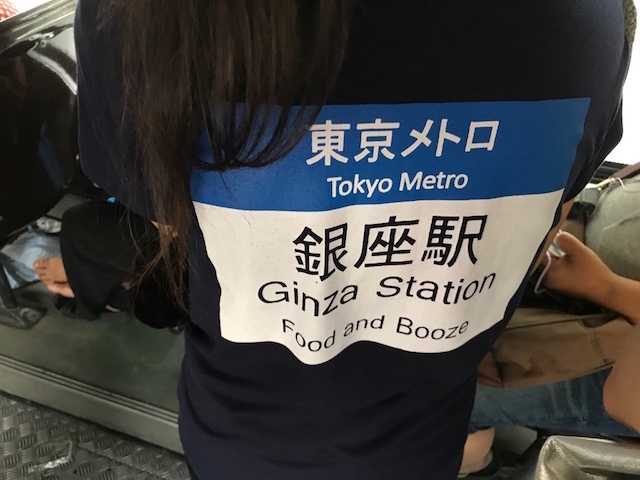 東京メトロ
Tokyo Metro
銀座駅
Ginza Station
Food and Booze